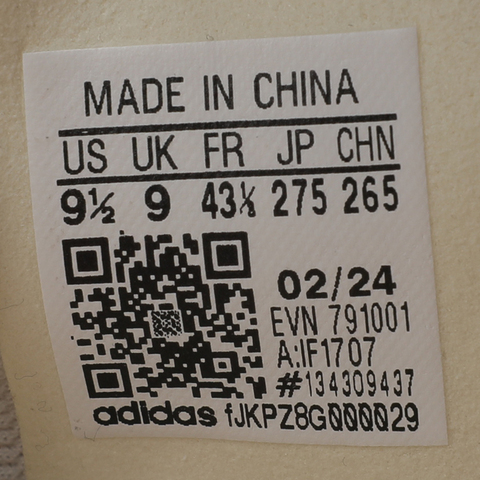 MADE IN CHINA
US UK FR JP CHN
9½ 9 43⅓ 275 265
02/24
EVN 791001
A:IF1707
#134309437
adidas fJKPZ8G0000029